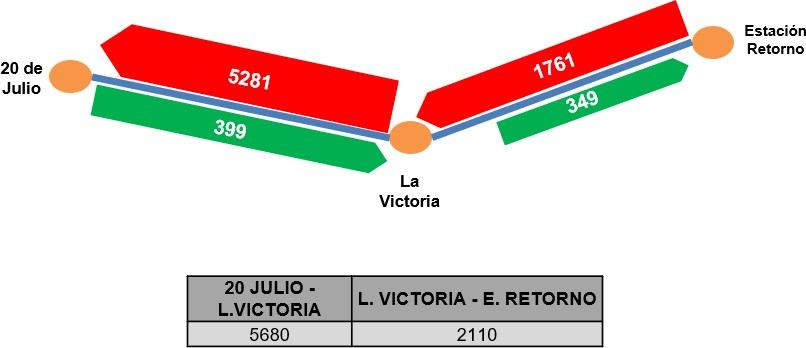 Estación
Retorno
1761
20 de
Julio
5281
349
399
La
Victoria
20 JULIO -
L.VICTORIA
L. VICTORIA - E. RETORNO
5680
2110